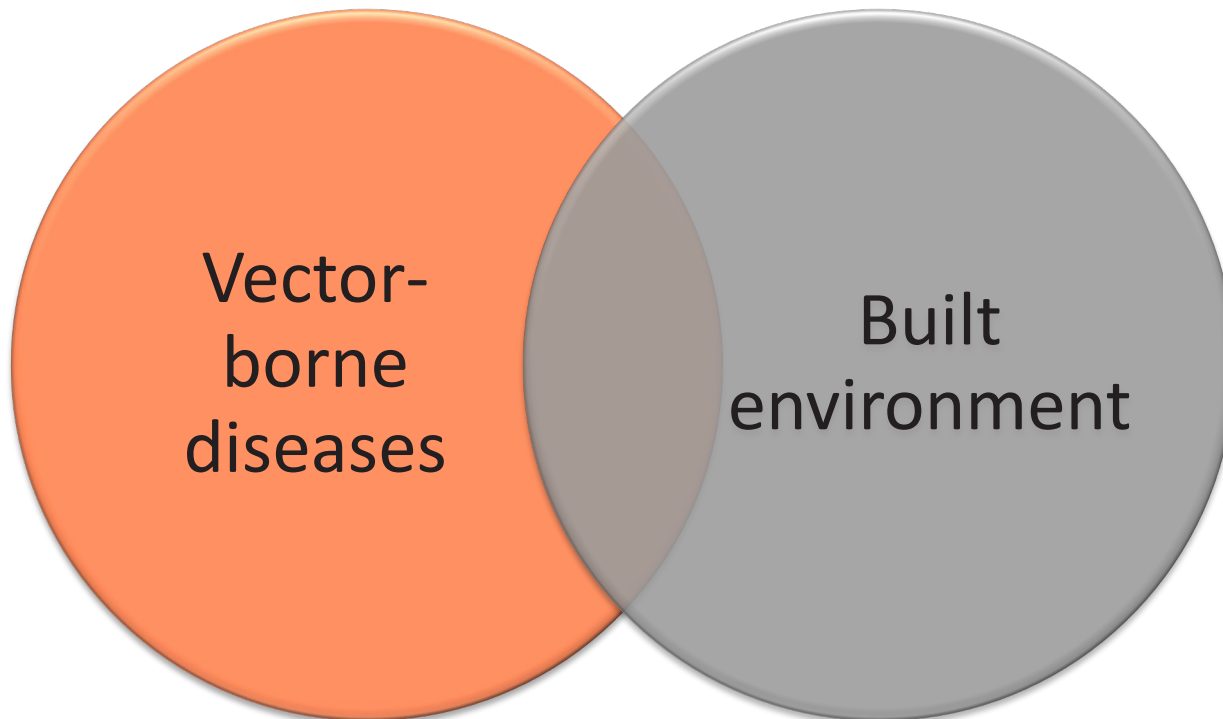 Vector-
borne
diseases
Built
environment